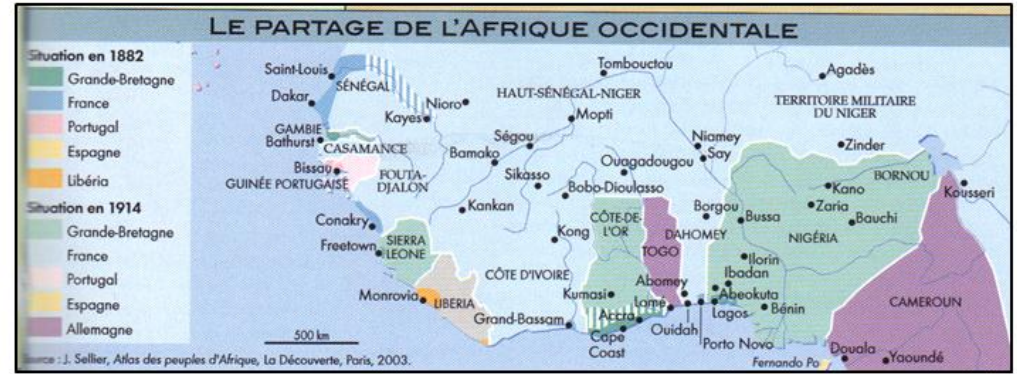 LE PARTAGE DE L'AFRIQUE OCCIDENTALE
Situation en 1882
Grande-Bretagne
France
Portugal
Espagne
Libéria
Situation en 1914
Grande-Bretagne
France
Portugal
Espagne
Allemagne
Saint-Louis
SÉNÉGAL
Dakar
Nioro
Kayes
HAUT-SÉNÉGAL-NIGER
Tombouctou
Agadès
TERRITOIRE MILITAIRE
DU NIGER
GAMBIE
Bathurst
CASAMANCE
Mopti
Ségou
Bamako
Niamey
Say
Zinder
Bissau
GUINÉE PORTUGAISE
FOUTA-
DJALON
Sikasso
Ouagadougou
Bobo-Dioulasso
BORNOU
Kousseri
Kano
Zaria
Bauchi
Kankan
Conakry
Freetown
SIERRA
LEONE
Kong
CÔTE-DE-
L'OR
TOGO
Borgou
DAHOMEY
Bussa
NIGÉRIA
Ilorin
Ibadan
Monrovia
LIBERIA
CÔTE D'IVOIRE
Kumasi
Abomey
Abeokuta
Lomé
Lagos
Bénin
CAMEROUN
Grand-Bassam
Accra
Cape
Coast
Ouidah
Porto Novo
500 km
Fernando Po
Douala
Yaoundé
Source : J. Sellier, Atlas des peuples d'Afrique, La Découverte, Paris, 2003.